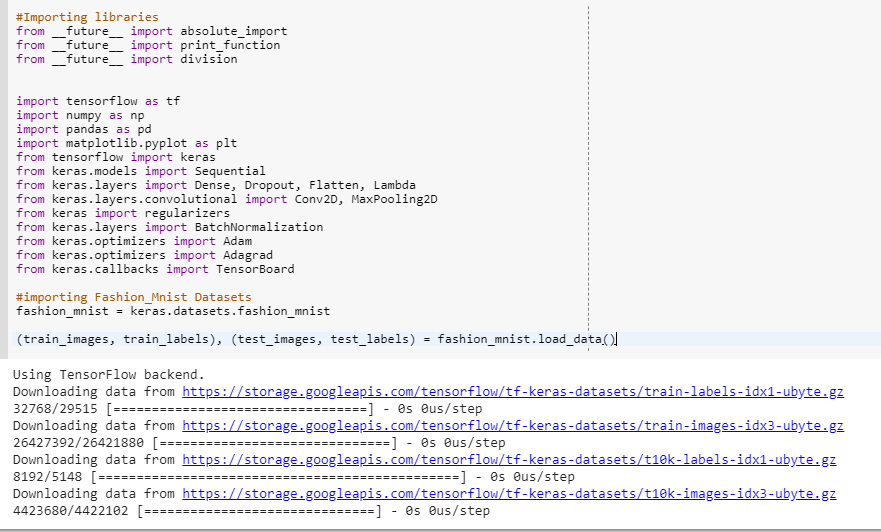 #Importing libraries
from __future__ import absolute_import
from __future__ import print_function
from __future__ import division
import tensorflow as tf
import numpy as np
import pandas as pd
import matplotlib.pyplot as plt
from tensorflow import keras
from keras.models import Sequential
from keras.layers import Dense, Dropout, Flatten, Lambda
from keras.layers.convolutional import Conv2D, MaxPooling2D
from keras import regularizers
from keras.layers import BatchNormalization
from keras.optimizers import Adam
from keras.optimizers import Adagrad
from keras.callbacks import TensorBoard
#importing Fashion_Mnist Datasets
fashion_mnist = keras.datasets.fashion_mnist
(train_images, train_labels), (test_images, test_labels) = fashion_mnist.load_data()
Using TensorFlow backend.
Downloading data from https://storage.googleapis.com/tensorflow/tf-keras-datasets/train-labels-idx1-ubyte.gz
32768/29515 [=================================] - 0s 0us/step
Downloading data from https://storage.googleapis.com/tensorflow/tf-keras-datasets/train-images-idx3-ubyte.gz
26427392/26421880 [==============================] - 0s 0us/step
Downloading data from https://storage.googleapis.com/tensorflow/tf-keras-datasets/t10k-labels-idx1-ubyte.gz
8192/5148 [===============================================] - 0s 0us/step
Downloading data from https://storage.googleapis.com/tensorflow/tf-keras-datasets/t10k-images-idx3-ubyte.gz
4423680/4422102 [==============================] - 0s 0us/step